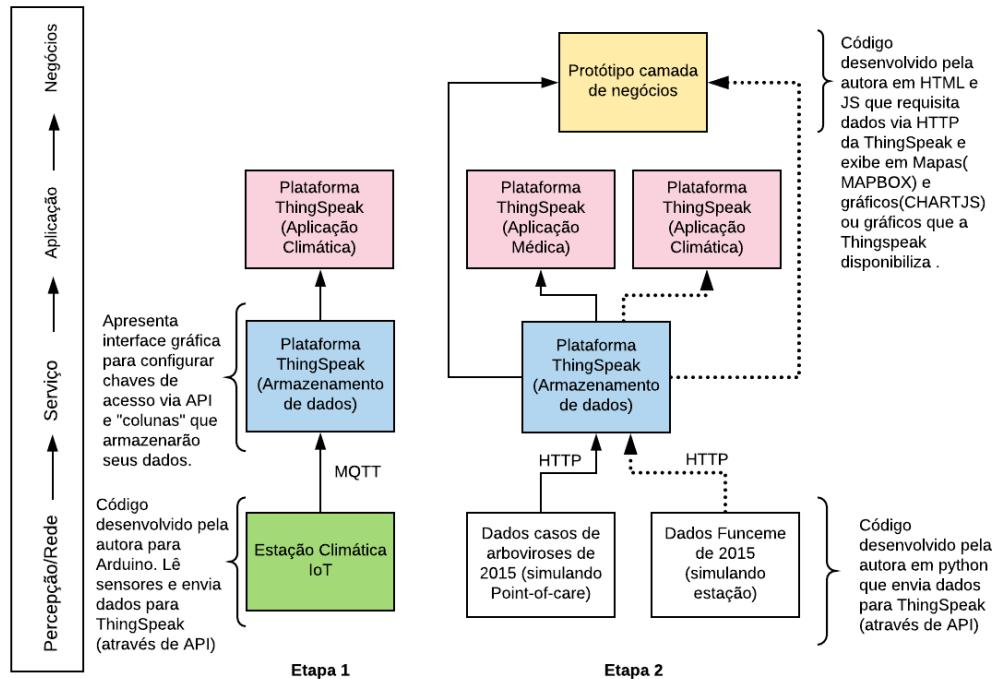 Negócios
Aplicação
Serviço
Percepção/Rede
Plataforma
ThingSpeak
(Aplicação
Climática)
Apresenta
interface gráfica
para configurar
chaves de
acesso via API
e "colunas" que
armazenarão
seus dados.
Plataforma
ThingSpeak
(Armazenamento
de dados)
MQTT
Código
desenvolvido pela
autora para
Arduino. Lê
sensores e envia
dados para
ThingSpeak
(através de API)
Estação Climática
IoT
Etapa 1
Protótipo camada
de negócios
Código
desenvolvido pela
autora em HTML e
JS que requisita
dados via HTTP
da ThingSpeak e
exibe em Mapas(
MAPBOX) e
gráficos(CHARTJS)
ou gráficos que a
Thingspeak
disponibiliza .
Plataforma
ThingSpeak
(Aplicação
Médica)
Plataforma
ThingSpeak
(Aplicação
Climática)
Plataforma
ThingSpeak
(Armazenamento
de dados)
HTTP
HTTP
Dados casos de
arboviroses de
2015 (simulando
Point-of-care)
Dados Funceme
de 2015
(simulando
estação)
Código
desenvolvido pela
autora em python
que envia dados
para ThingSpeak
(através de API)
Etapa 2